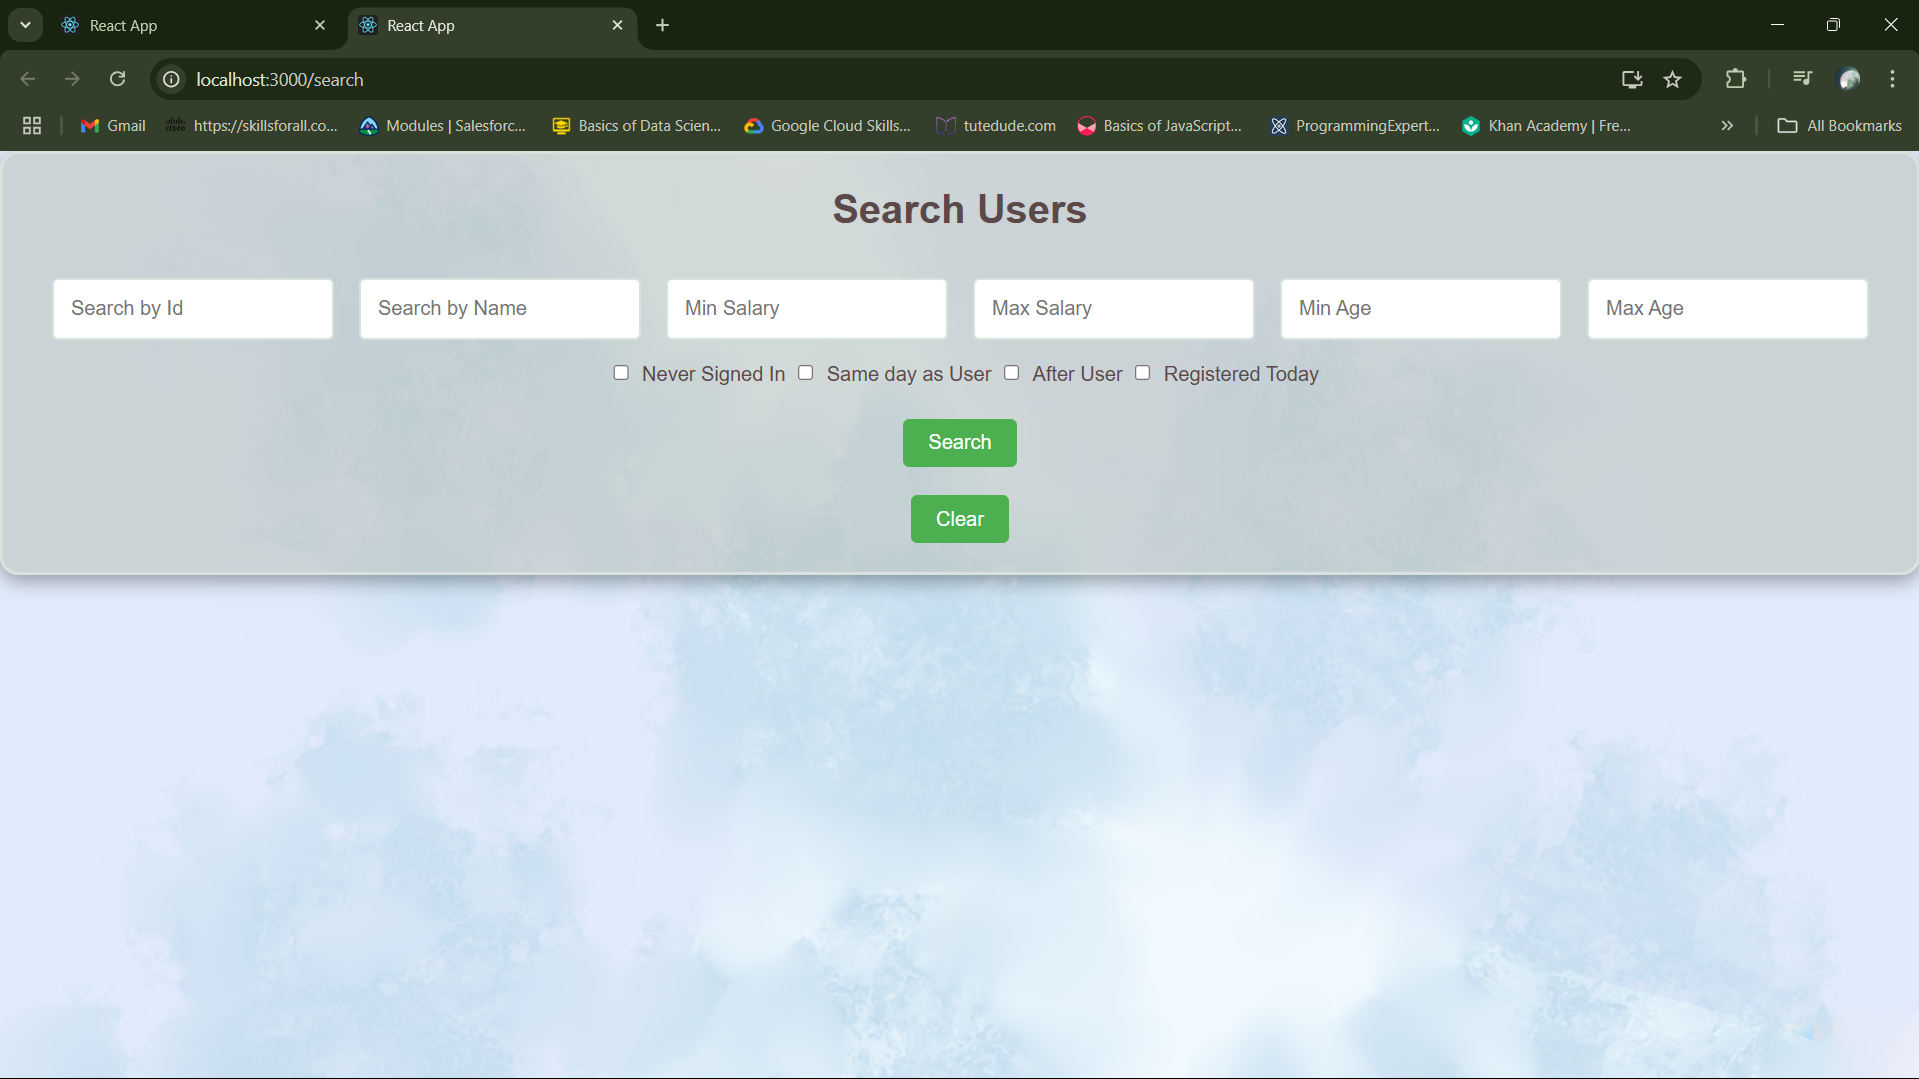 React App
React App
localhost:3000/search
Gmail
https://skillsforall.co...
Modules | Salesforc...
Basics of Data Scien...
Google Cloud Skills...
tutedude.com
Basics of JavaScript...
ProgrammingExpert...
Khan Academy | Fre...
All Bookmarks
Search Users
Search by Id
Search by Name
Min Salary
Max Salary
Min Age
Max Age
Never Signed In
Same day as User
After User
Registered Today
Search
Clear